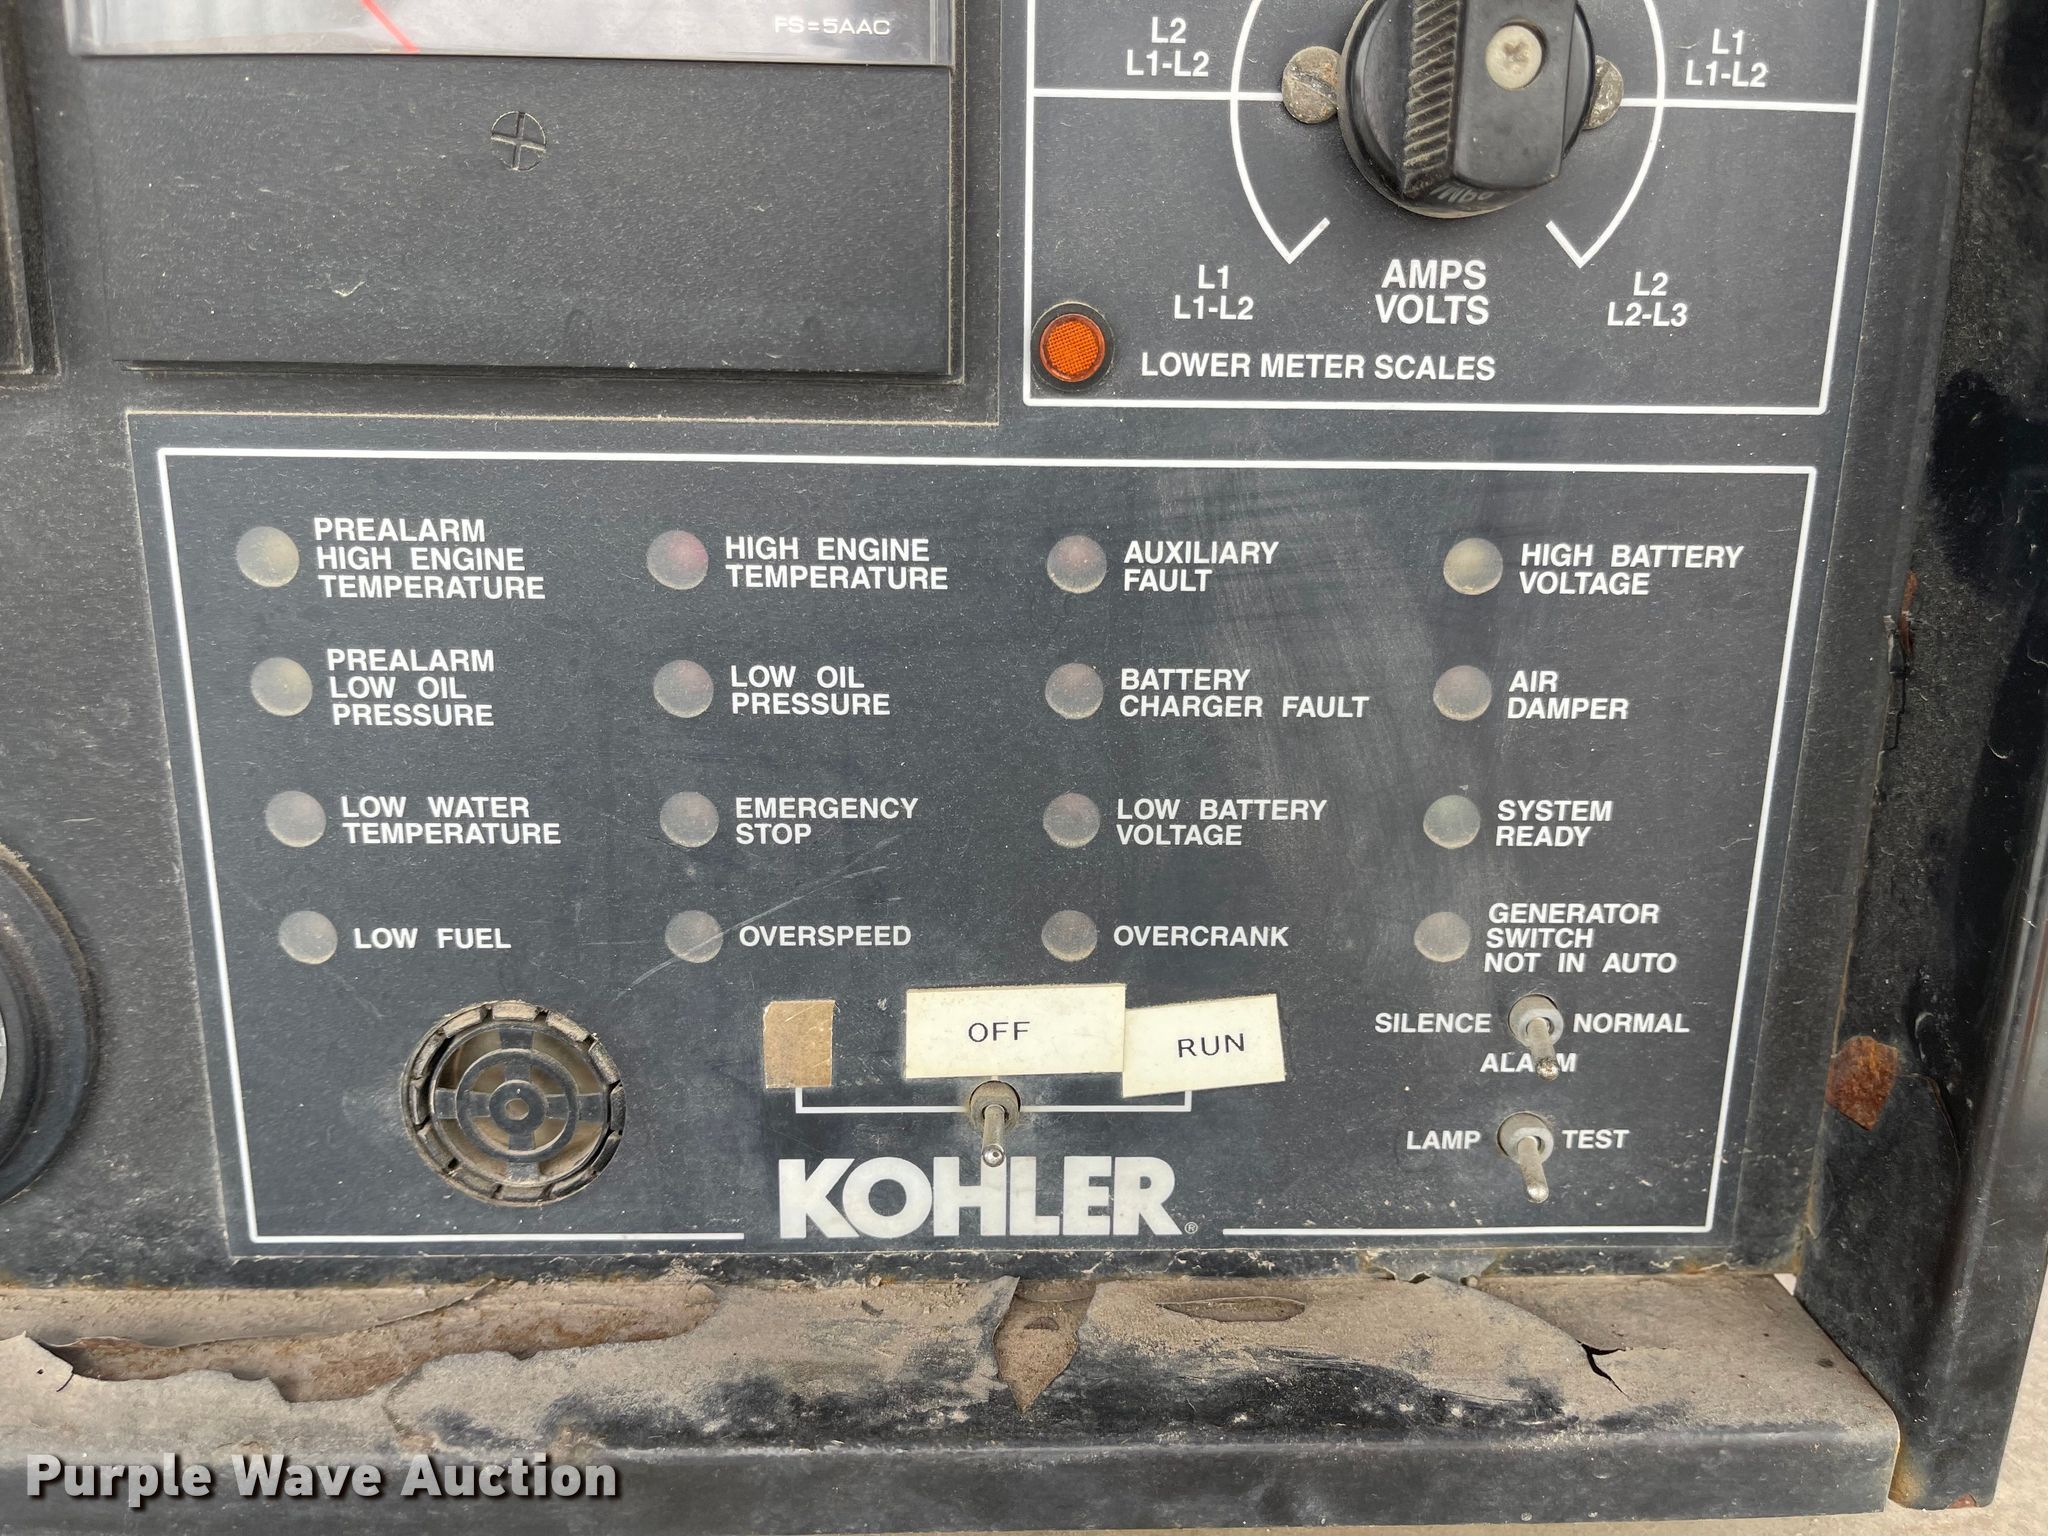 FS=5AAC
L2
L1-L2
L1
L1-L2
L1
L1-L2
AMPS
VOLTS
L2
L2-L3
LOWER METER SCALES
PREALARM
HIGH ENGINE
TEMPERATURE
HIGH ENGINE
TEMPERATURE
AUXILIARY
FAULT
HIGH BATTERY
VOLTAGE
PREALARM
LOW OIL
PRESSURE
LOW OIL
PRESSURE
BATTERY
CHARGER FAULT
AIR
DAMPER
LOW WATER
TEMPERATURE
EMERGENCY
STOP
LOW BATTERY
VOLTAGE
SYSTEM
READY
LOW FUEL
OVERSPEED
OVERCRANK
GENERATOR
SWITCH
NOT IN AUTO
OFF
RUN
SILENCE NORMAL
ALARM
LAMP TEST
KOHLER®
Purple Wave Auction